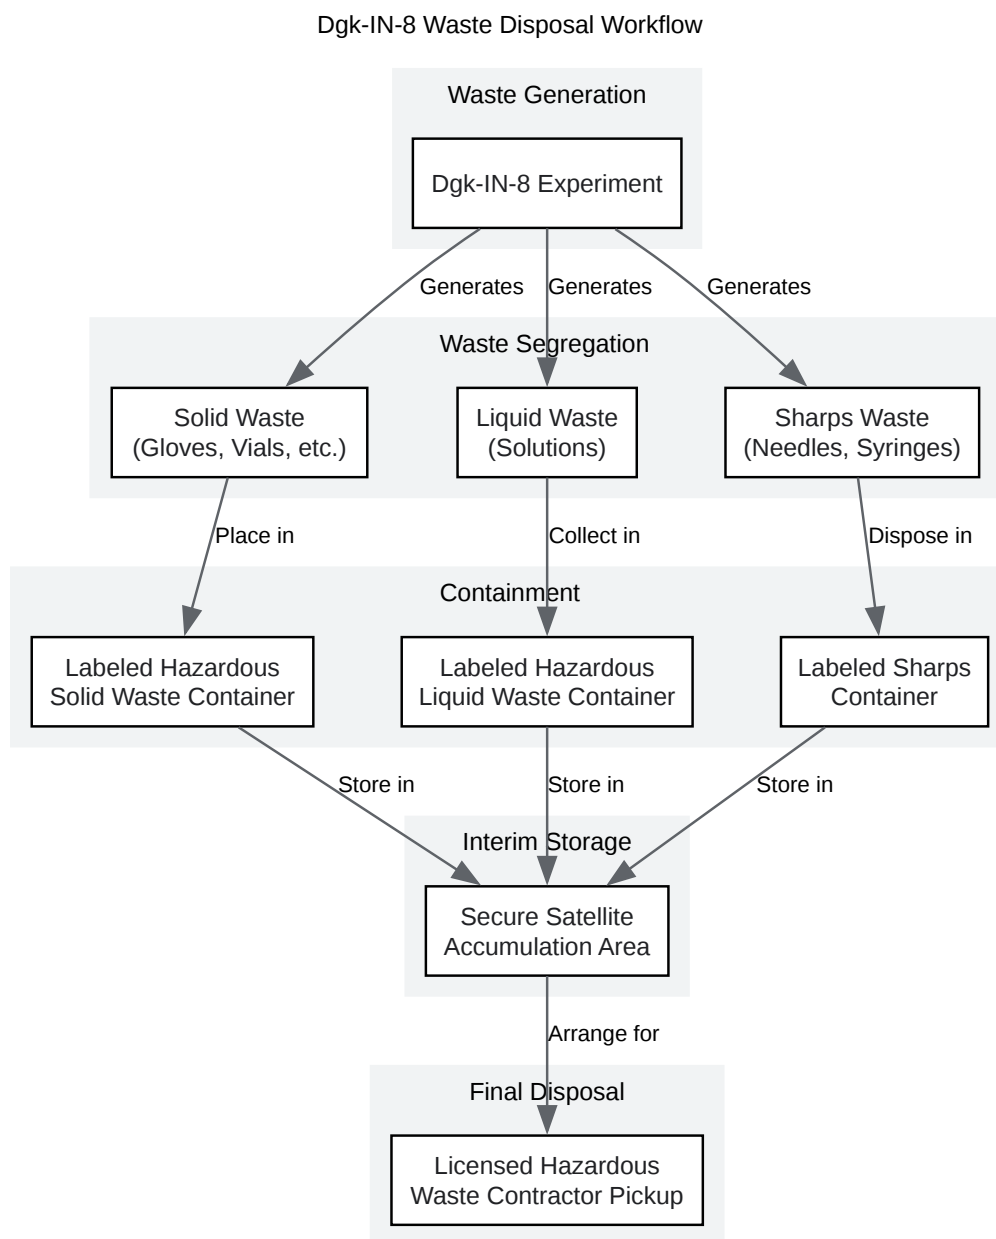 Dgk-IN-8 Waste Disposal Workflow
Waste Generation
Dgk-IN-8 Experiment
Generates
Generates
Generates
Waste Segregation
Solid Waste
(Gloves, Vials, etc.)
Liquid Waste
(Solutions)
Sharps Waste
(Needles, Syringes)
Place in
Collect in
Dispose in
Containment
Labeled Hazardous
Solid Waste Container
Labeled Hazardous
Liquid Waste Container
Labeled Sharps
Container
Store in
Store in
Store in
Interim Storage
Secure Satellite
Accumulation Area
Arrange for
Final Disposal
Licensed Hazardous
Waste Contractor Pickup